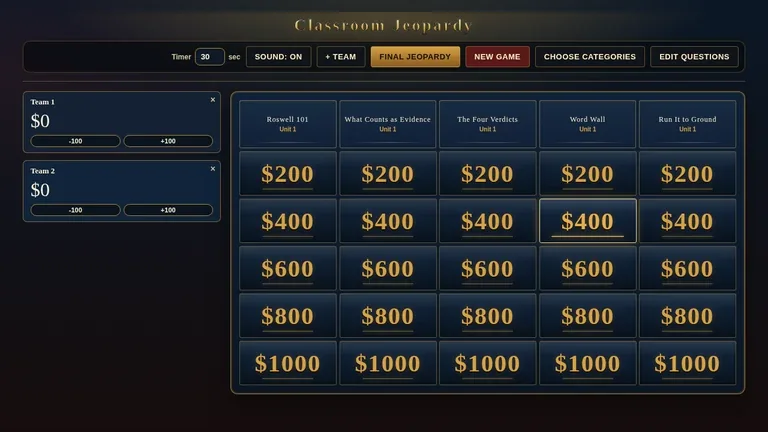 Classroom Jeopardy
Timer 30 sec SOUND: ON + TEAM FINAL JEOPARDY NEW GAME CHOOSE CATEGORIES EDIT QUESTIONS
Team 1 ×
$0
-100 +100
Team 2 ×
$0
-100 +100
Roswell 101 What Counts as Evidence The Four Verdicts Word Wall Run It to Ground
Unit 1 Unit 1 Unit 1 Unit 1 Unit 1
$200 $200 $200 $200 $200
$400 $400 $400 $400 $400
$600 $600 $600 $600 $600
$800 $800 $800 $800 $800
$1000 $1000 $1000 $1000 $1000